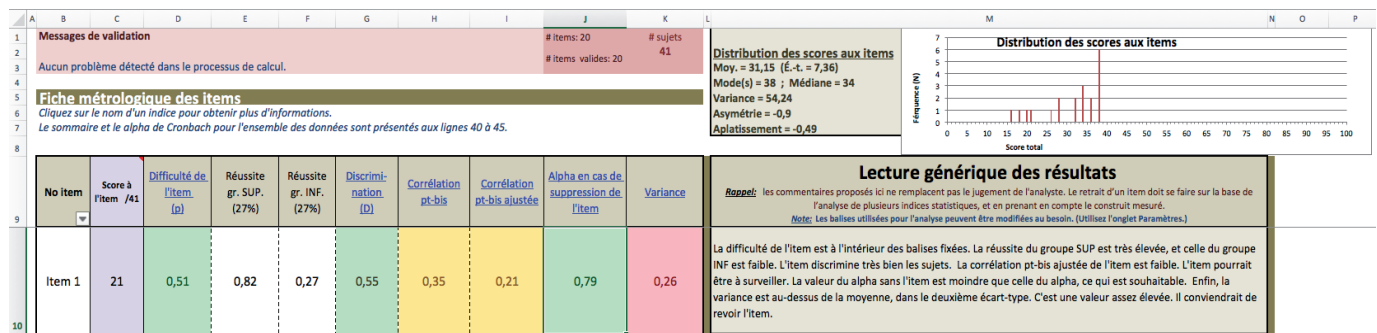 A B C D E F G H I J K L M N O P
1 Messages de validation # items: 20 # sujets
2 # items valides: 20 41
3 Aucun problème détecté dans le processus de calcul.
4
5 Fiche métrologique des items
6 Cliquez sur le nom d'un indice pour obtenir plus d'informations.
7 Le sommaire et le alpha de Cronbach pour l'ensemble des données sont présentés aux lignes 40 à 45.
8
Distribution des scores aux items
Moy. = 31,15 (É.-t. = 7,36)
Mode(s) = 38 ; Médiane = 34
Variance = 54,24
Asymétrie = -0,9
Aplatissement = -0,49
Distribution des scores aux items
Féquence (N)
7
6
5
4
3
2
1
0
0 5 10 15 20 25 30 35 40 45 50 55 60 65 70 75 80 85 90 95 100
Score total
9
No item
Score à
l'item /41
Difficulté de
l'item
(p)
Réussite
gr. SUP.
(27%)
Réussite
gr. INF.
(27%)
Discrimi-
nation
(D)
Corrélation
pt-bis
Corrélation
pt-bis ajustée
Alpha en cas de
suppression de
l'item
Variance
Lecture générique des résultats
Rappel: les commentaires proposés ici ne remplacent pas le jugement de l'analyste. Le retrait d'un item doit se faire sur la base de
l'analyse de plusieurs indices statistiques, et en prenant en compte le construit mesuré.
Note: Les balises utilisées pour l'analyse peuvent être modifiées au besoin. (Utilisez l'onglet Paramètres.)
10
Item 1 21 0,51 0,82 0,27 0,55 0,35 0,21 0,79 0,26
La difficulté de l'item est à l'intérieur des balises fixées. La réussite du groupe SUP est très élevée, et celle du groupe
INF est faible. L'item discrimine très bien les sujets. La corrélation pt-bis ajustée de l'item est faible. L'item pourrait
être à surveiller. La valeur du alpha sans l'item est moindre que celle du alpha, ce qui est souhaitable. Enfin, la
variance est au-dessus de la moyenne, dans le deuxième écart-type. C'est une valeur assez élevée. Il conviendrait de
revoir l'item.